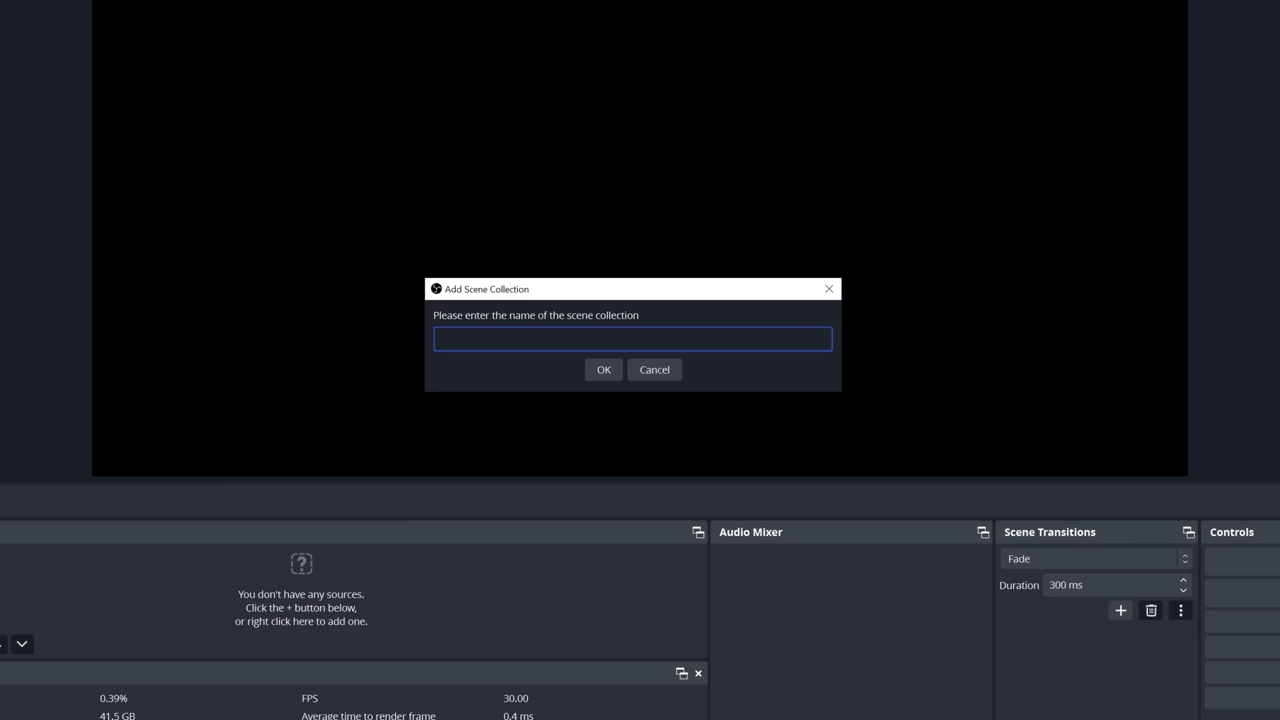 Add Scene Collection
Please enter the name of the scene collection
OK Cancel
Audio Mixer
Scene Transitions
Controls
You don't have any sources.
Click the + button below,
or right click here to add one.
Fade
Duration 300 ms
0.39% FPS 30.00
41.5 GB Average time to render frame 0.4 ms